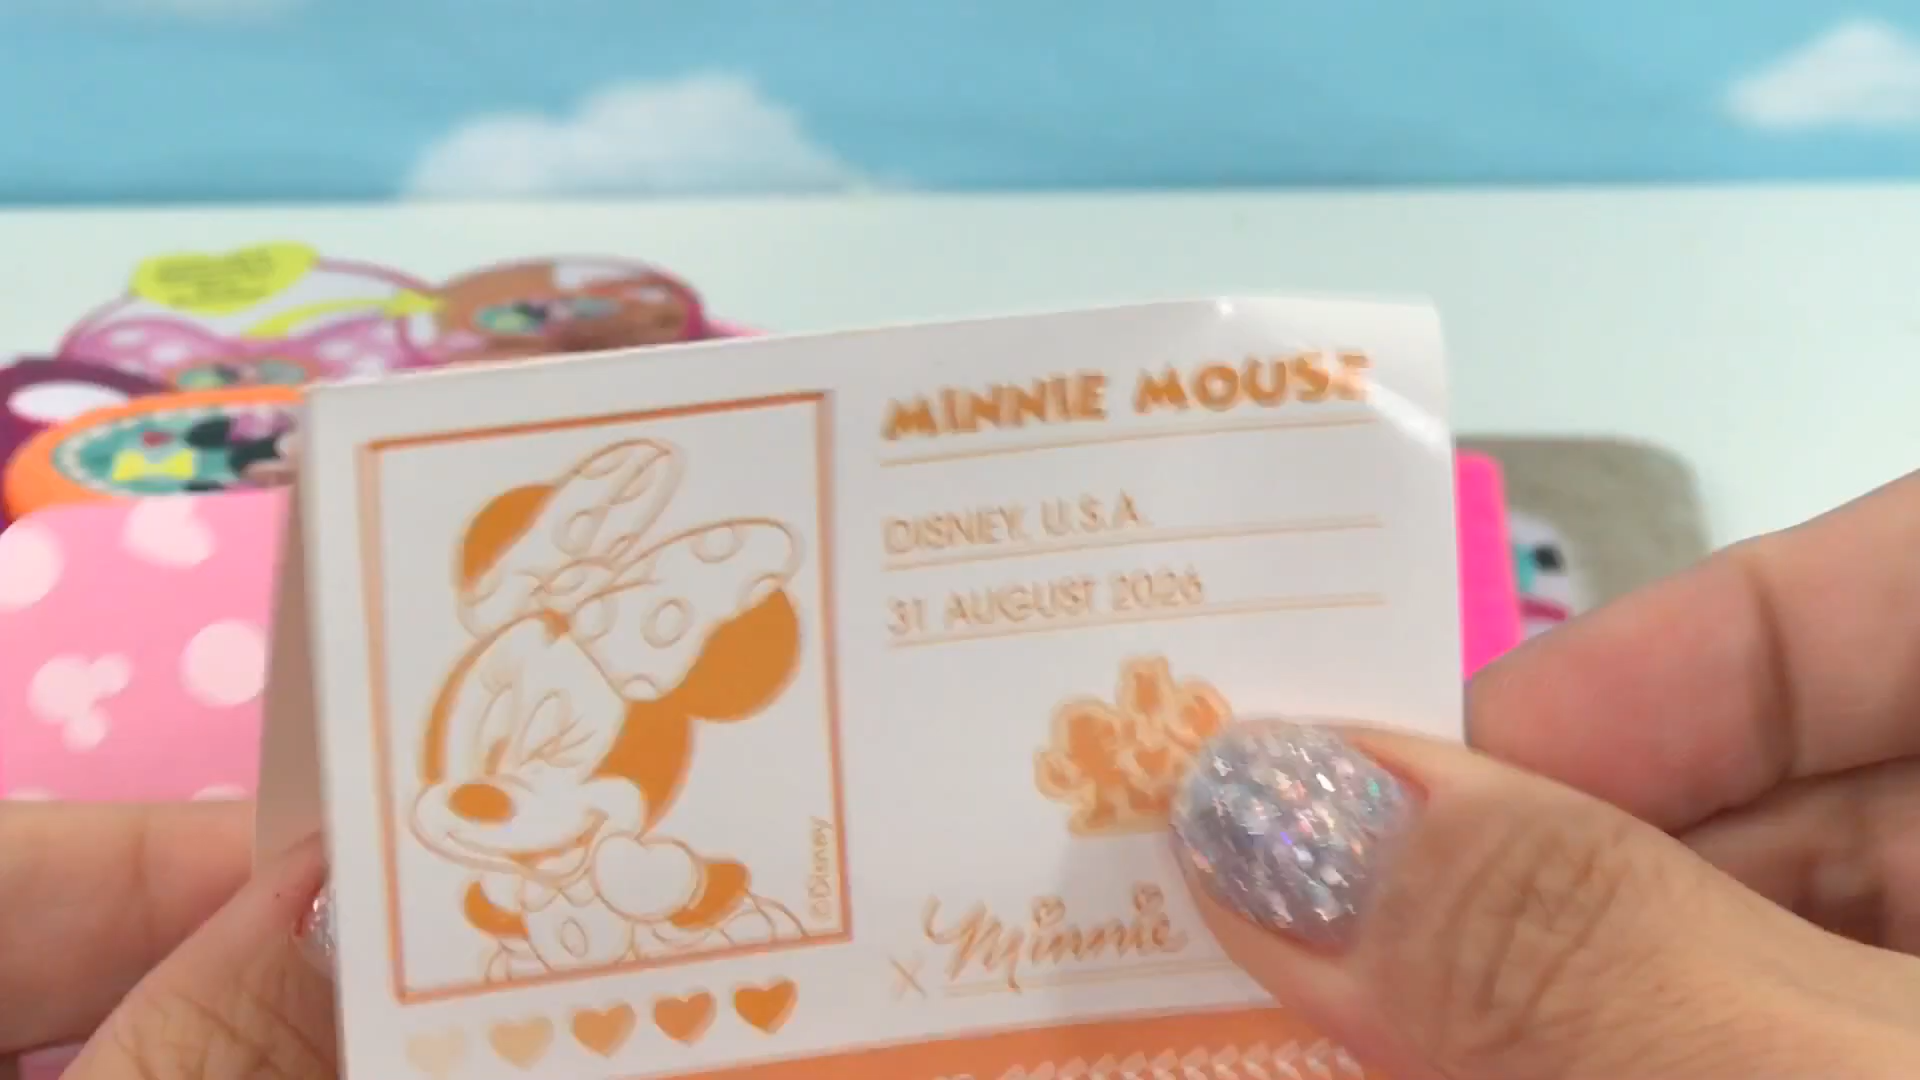 MINNIE MOUSE
DISNEY, U.S.A.
31 AUGUST 2026
©Disney
X Minnie